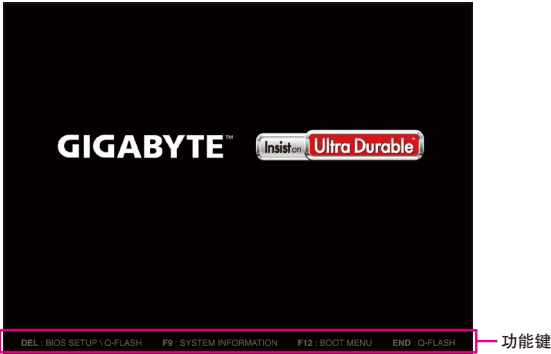 GIGABYTE™
Insist on Ultra Durable™
DEL : BIOS SETUP \ Q-FLASH F9 : SYSTEM INFORMATION F12 : BOOT MENU END : Q-FLASH
功能键